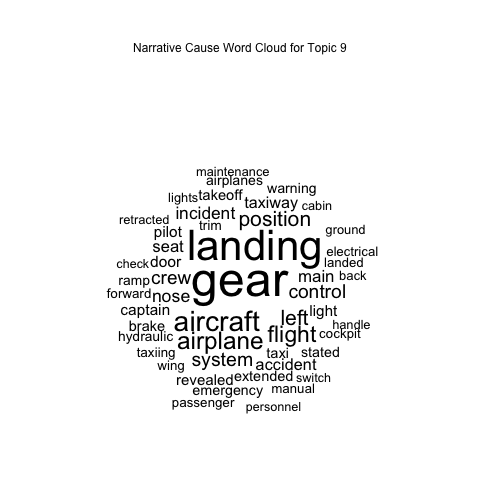 Narrative Cause Word Cloud for Topic 9
maintenance
airplanes
warning
lights takeoff taxiway cabin
retracted incident trim position
pilot landing ground
seat electrical
check door landed
ramp crew gear main back
forward nose control
captain aircraft left light
brake handle
hydraulic airplane flight cockpit
taxiing system taxi stated
wing accident
revealed extended switch
emergency manual
passenger personnel